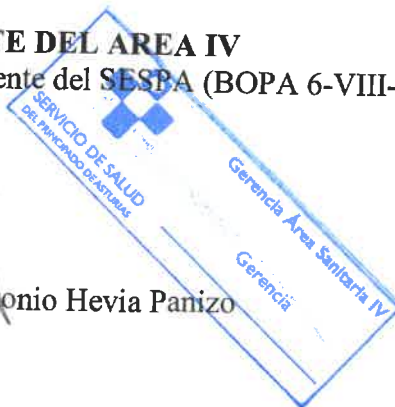 TE DEL AREA IV
ente del SESPA (BOPA 6-VIII-
SERVICIO DE SALUD
DEL PRINCIPADO DE ASTURIAS
Gerencia Área Sanitaria IV
Gerencia
onio Hevia Panizo